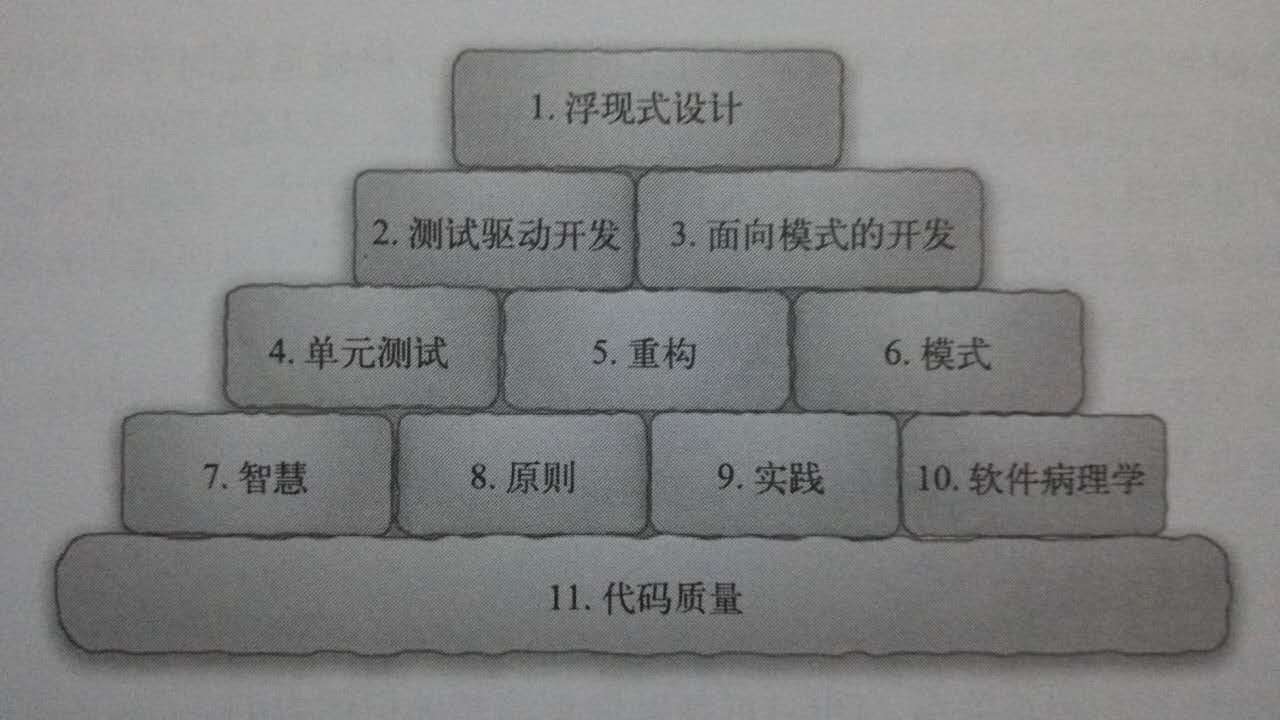 1. 浮现式设计
2. 测试驱动开发
3. 面向模式的开发
4. 单元测试
5. 重构
6. 模式
7. 智慧
8. 原则
9. 实践
10. 软件病理学
11. 代码质量